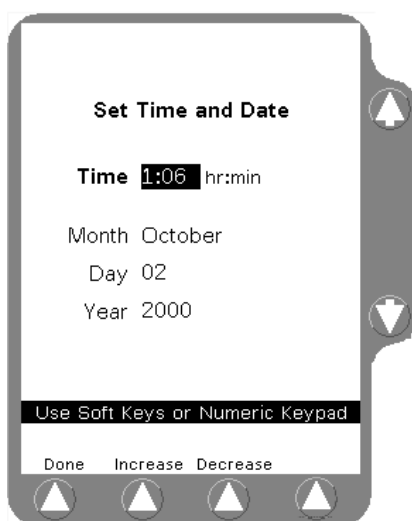 Set Time and Date
Time 1:06 hr:min
Month October
Day 02
Year 2000
Use Soft Keys or Numeric Keypad
Done Increase Decrease